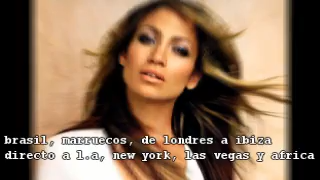 brasil, marruecos, de londres a ibiza
directo a l.a, new york, las vegas y africa